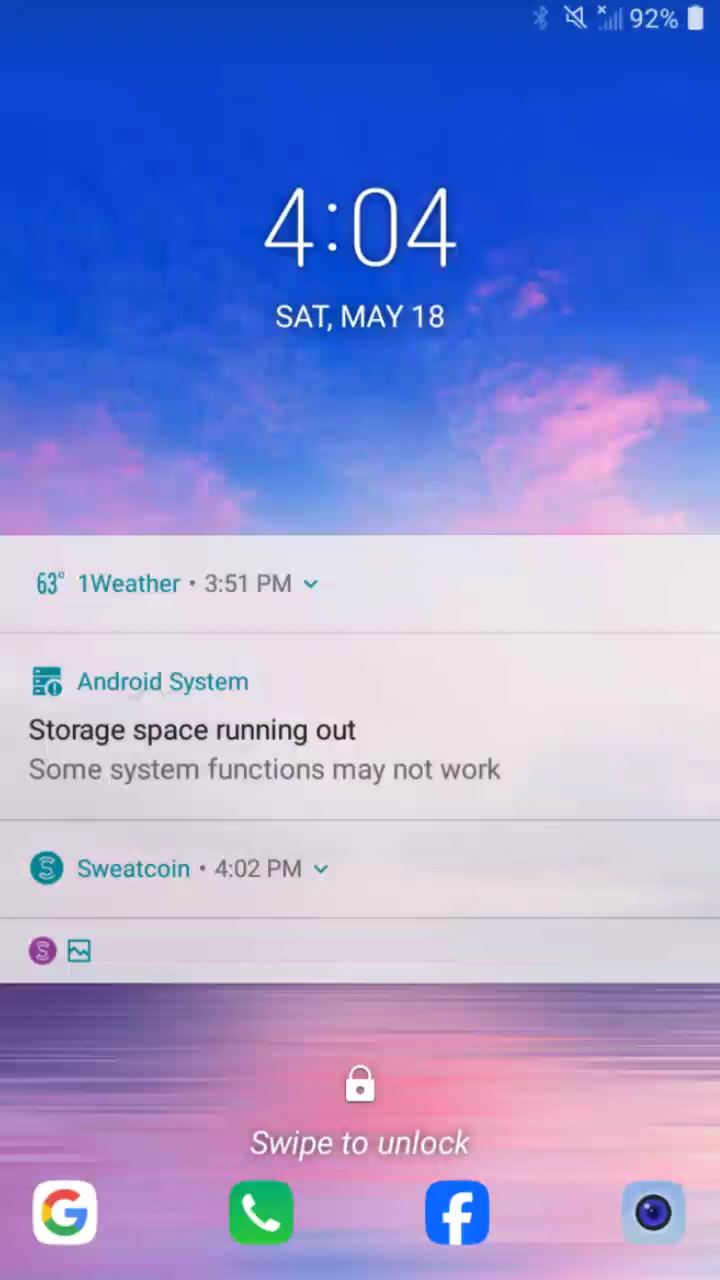 92%
4:04
SAT, MAY 18
63° 1Weather • 3:51 PM
Android System
Storage space running out
Some system functions may not work
Sweatcoin • 4:02 PM
Swipe to unlock